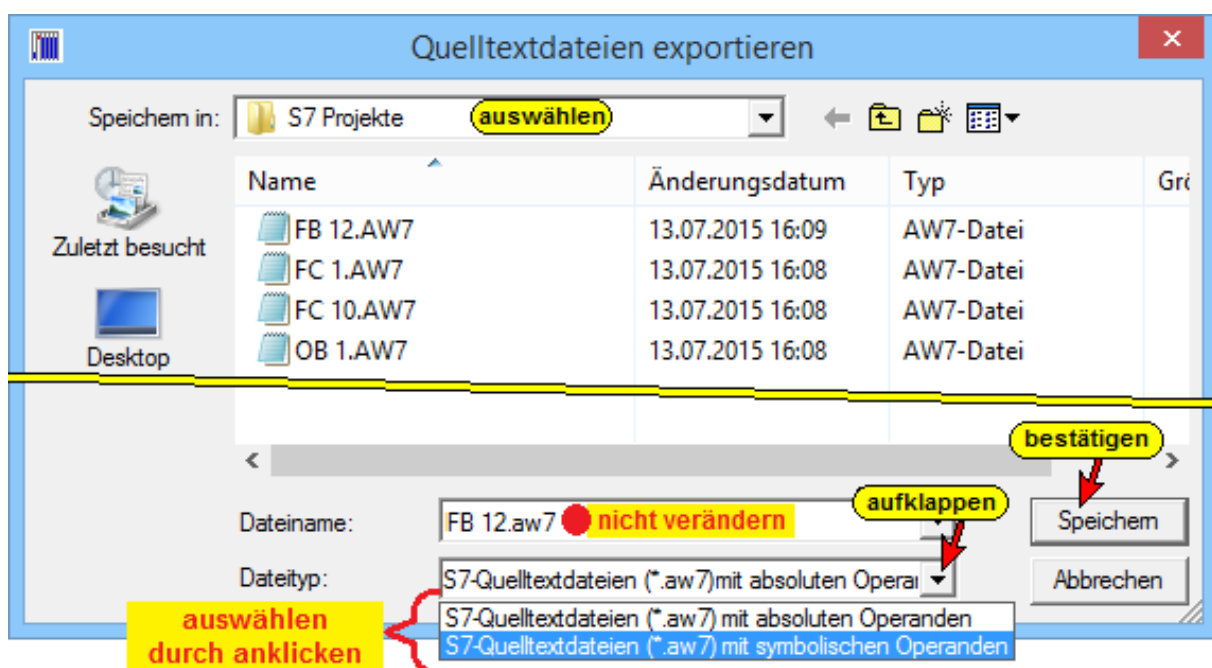 Quelltextdateien exportieren
Speichern in: S7 Projekte auswählen
Name Änderungsdatum Typ Grö
FB 12.AW7 13.07.2015 16:09 AW7-Datei
Zuletzt besucht
FC 1.AW7 13.07.2015 16:08 AW7-Datei
FC 10.AW7 13.07.2015 16:08 AW7-Datei
OB 1.AW7 13.07.2015 16:08 AW7-Datei
Desktop
bestätigen
aufklappen
Dateiname: FB 12.aw7 nicht verändern Speichern
Dateityp: S7-Quelltextdateien (*.aw7)mit absoluten Operan Abbrechen
auswählen
durch anklicken
S7-Quelltextdateien (*.aw7) mit absoluten Operanden
S7-Quelltextdateien (*.aw7) mit symbolischen Operanden